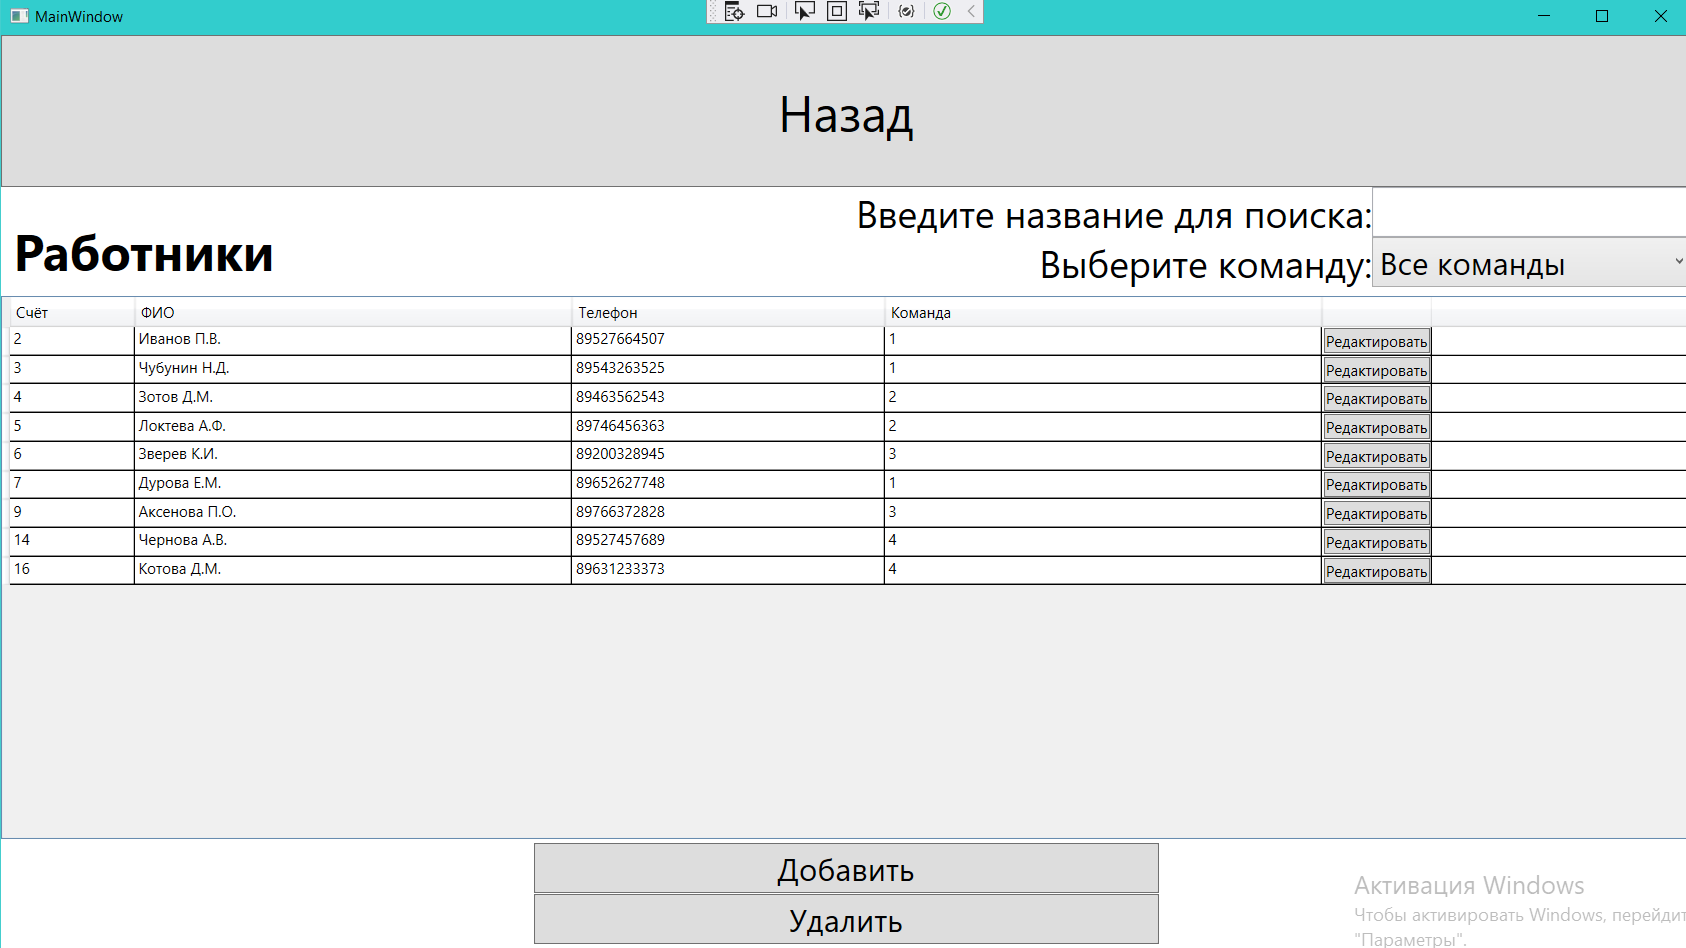 MainWindow
Назад
Введите название для поиска:
Работники
Выберите команду: Все команды
Счёт ФИО Телефон Команда
2 Иванов П.В. 89527664507 1 Редактировать
3 Чубунин Н.Д. 89543263525 1 Редактировать
4 Зотов Д.М. 89463562543 2 Редактировать
5 Локтева А.Ф. 89746456363 2 Редактировать
6 Зверев К.И. 89200328945 3 Редактировать
7 Дурова Е.М. 89652627748 1 Редактировать
9 Аксенова П.О. 89766372828 3 Редактировать
14 Чернова А.В. 89527457689 4 Редактировать
16 Котова Д.М. 89631233373 4 Редактировать
Добавить
Удалить
Активация Windows
Чтобы активировать Windows, перейдит
"Параметры".